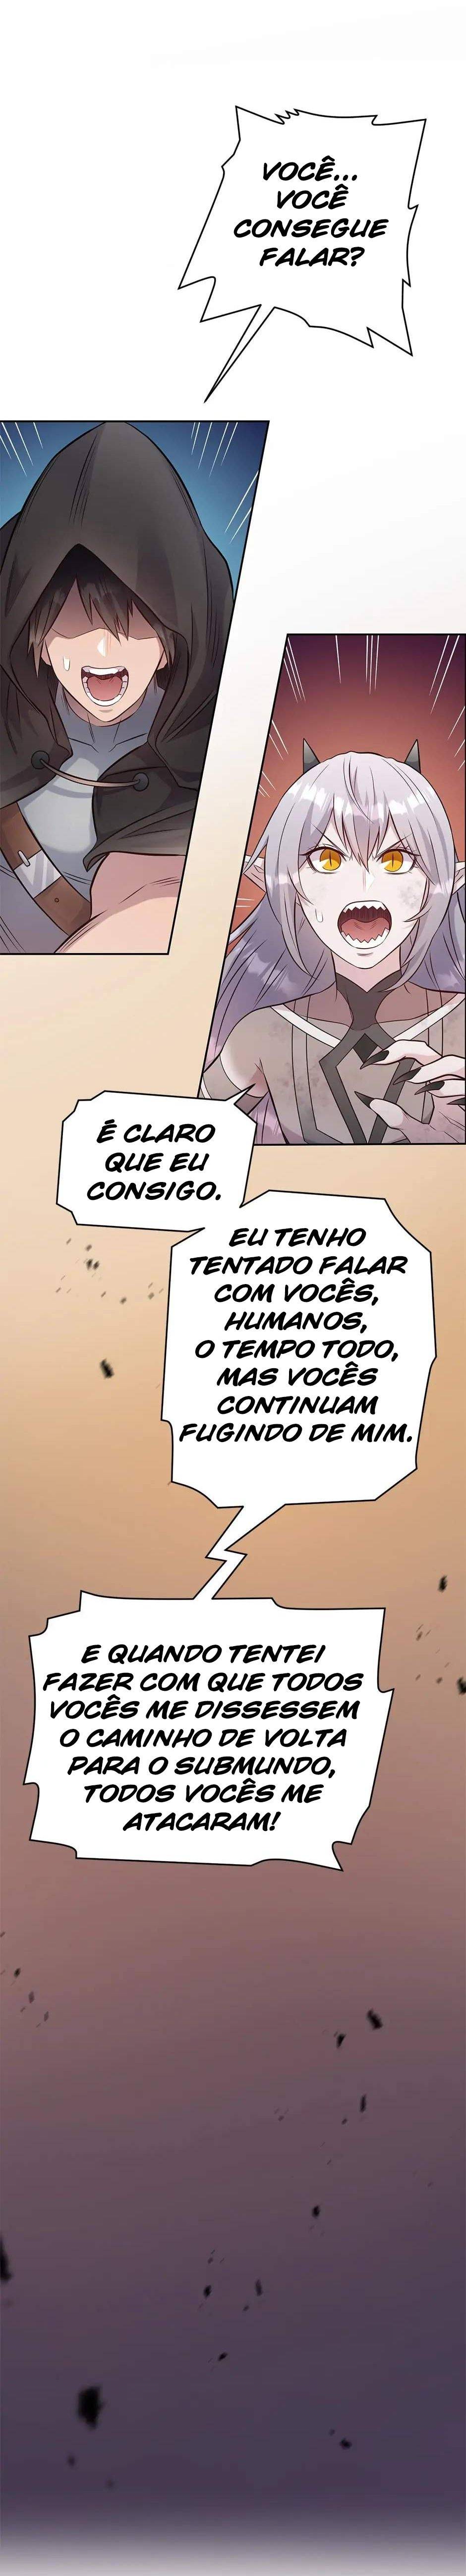 VOCÊ...
VOCÊ
CONSEGUE
FALAR?
É CLARO
QUE EU
CONSIGO.
EU TENHO
TENTADO FALAR
COM VOCÊS,
HUMANOS,
O TEMPO TODO,
MAS VOCÊS
CONTINUAM
FUGINDO DE MIM.
E QUANDO TENTEI
FAZER COM QUE TODOS
VOCÊS ME DISSESSEM
O CAMINHO DE VOLTA
PARA O SUBMUNDO,
TODOS VOCÊS ME
ATACARAM!